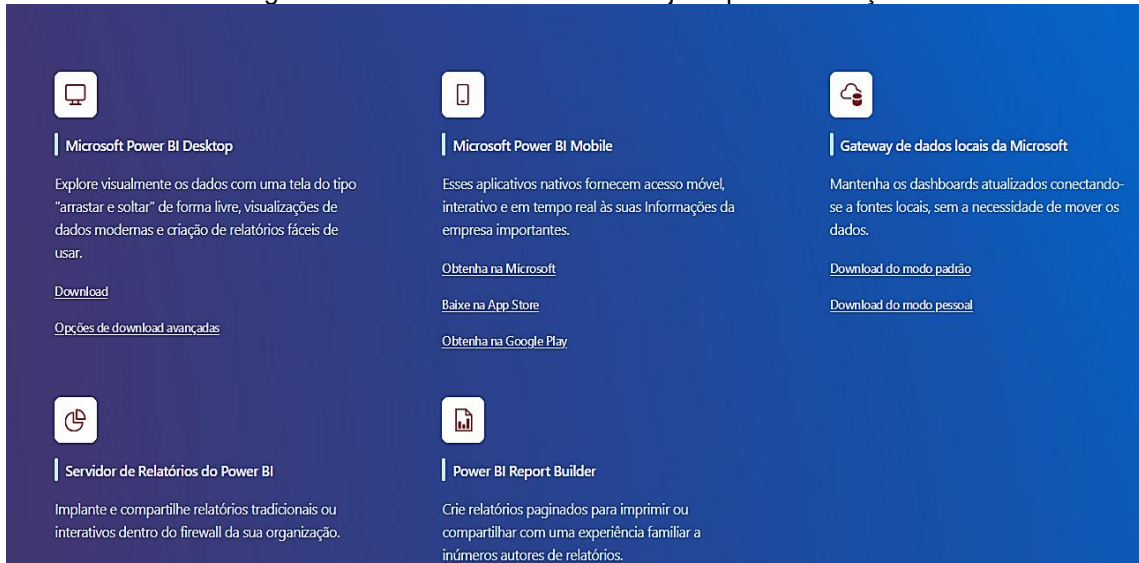 Microsoft Power BI Desktop
Explore visualmente os dados com uma tela do tipo
"arrastar e soltar" de forma livre, visualizações de
dados modernas e criação de relatórios fáceis de
usar.
Download
Opções de download avançadas
Microsoft Power BI Mobile
Esses aplicativos nativos fornecem acesso móvel,
interativo e em tempo real às suas Informações da
empresa importantes.
Obtenha na Microsoft
Baixe na App Store
Obtenha na Google Play
Gateway de dados locais da Microsoft
Mantenha os dashboards atualizados conectando-
se a fontes locais, sem a necessidade de mover os
dados.
Download do modo padrão
Download do modo pessoal
Servidor de Relatórios do Power BI
Implante e compartilhe relatórios tradicionais ou
interativos dentro do firewall da sua organização.
Power BI Report Builder
Crie relatórios paginados para imprimir ou
compartilhar com uma experiência familiar a
inúmeros autores de relatórios.